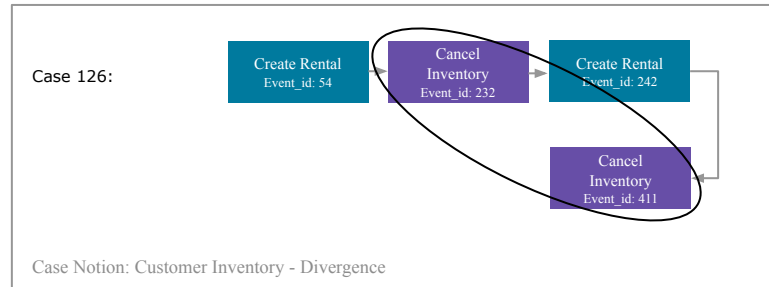 Case 126:
Create Rental
Event_id: 54
Cancel
Inventory
Event_id: 232
Create Rental
Event_id: 242
Cancel
Inventory
Event_id: 411
Case Notion: Customer Inventory - Divergence